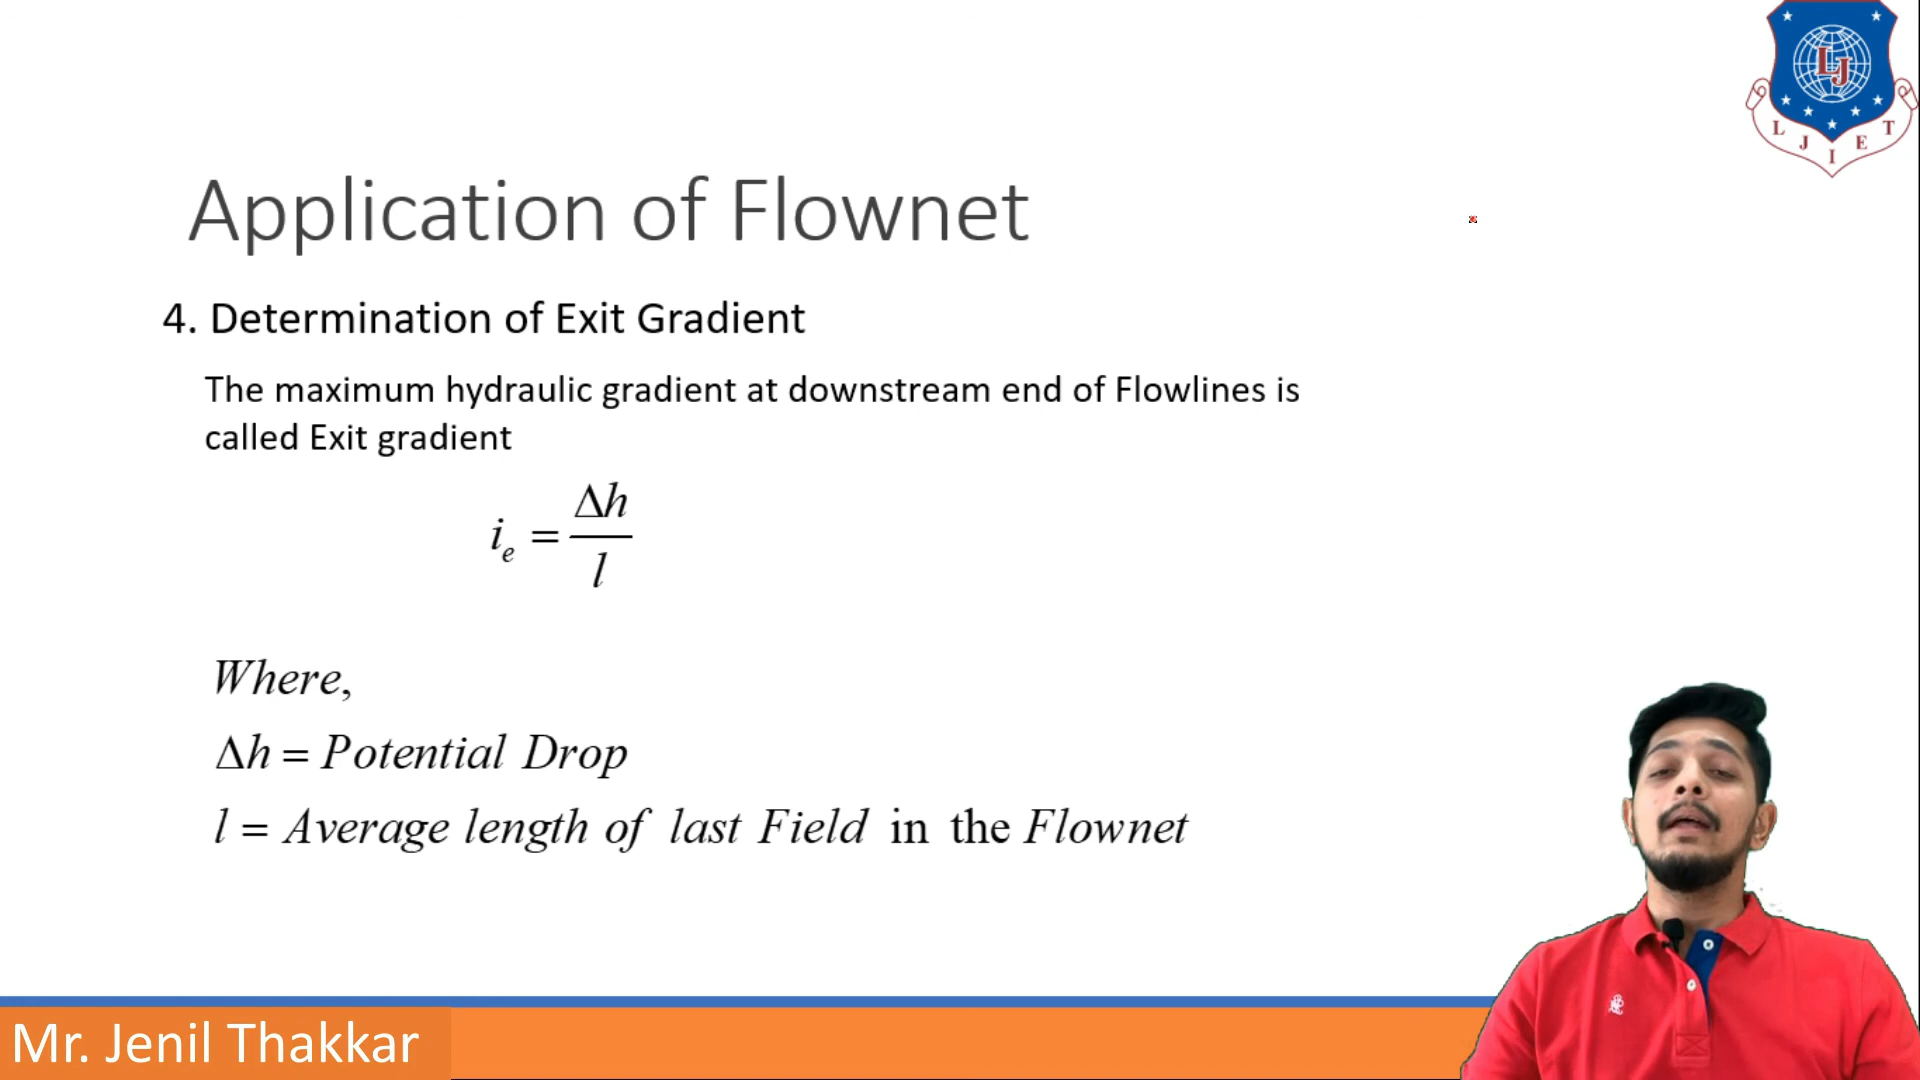 LJ
L J I E T
Application of Flownet
4. Determination of Exit Gradient
The maximum hydraulic gradient at downstream end of Flowlines is
called Exit gradient
i_e = Δh / l
Where,
Δh = Potential Drop
l = Average length of last Field in the Flownet
Mr. Jenil Thakkar